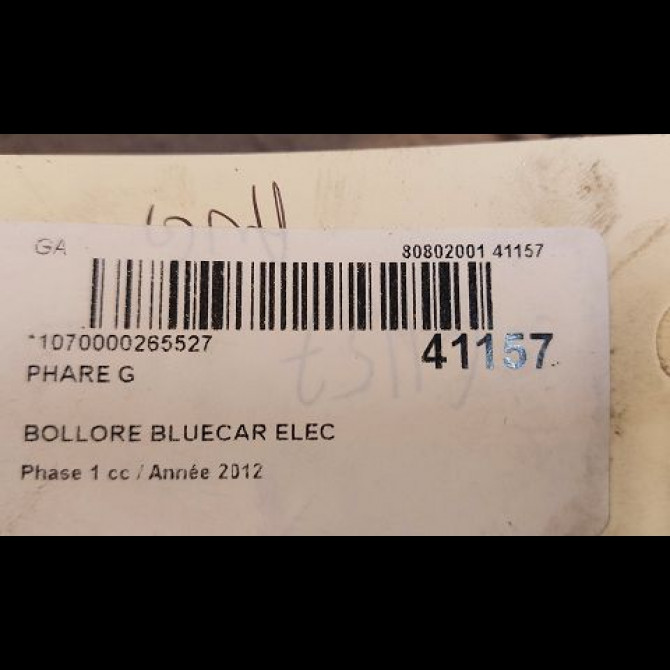 GA 80802001 41157
*1070000265527 41157
PHARE G
BOLLORE BLUECAR ELEC
Phase 1 cc / Année 2012